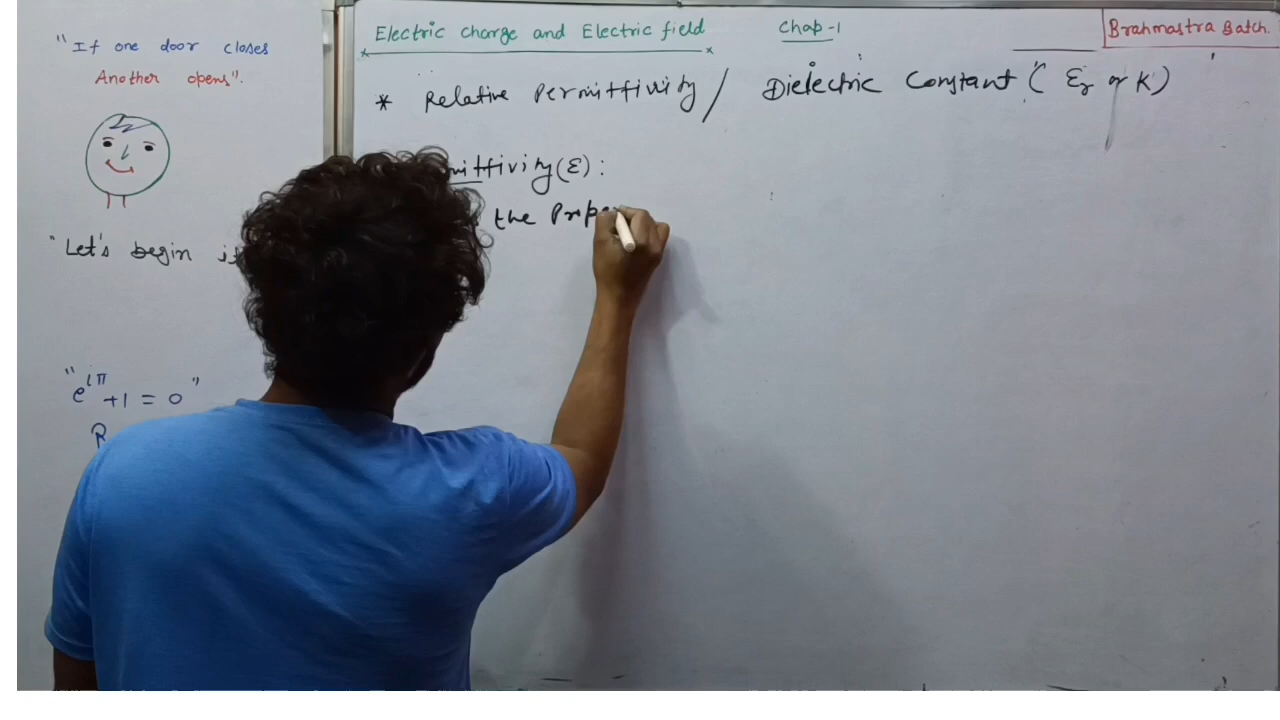 "If one door closes
Another opens".
"Let's begin it
"e^iπ +1 = 0"
R
Electric charge and Electric field
Chap-1
Brahmastra Batch.
* Relative Permittivity / Dielectric Constant ( εr or K )
mittivity (ε) :
the Prope